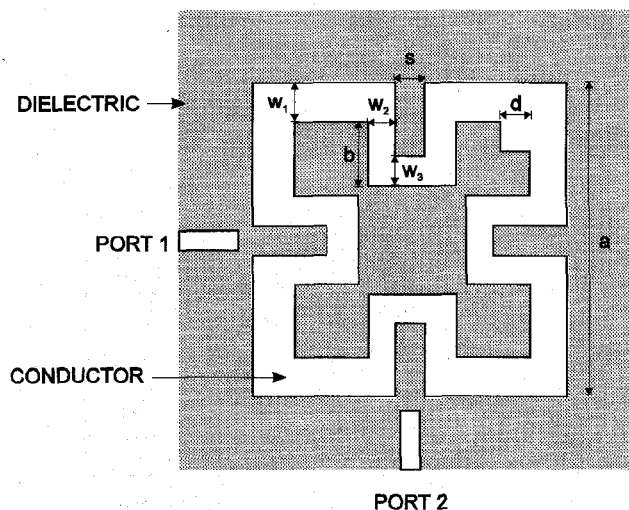 s
DIELECTRIC
w1
w2
d
b
w3
PORT 1
a
CONDUCTOR
PORT 2